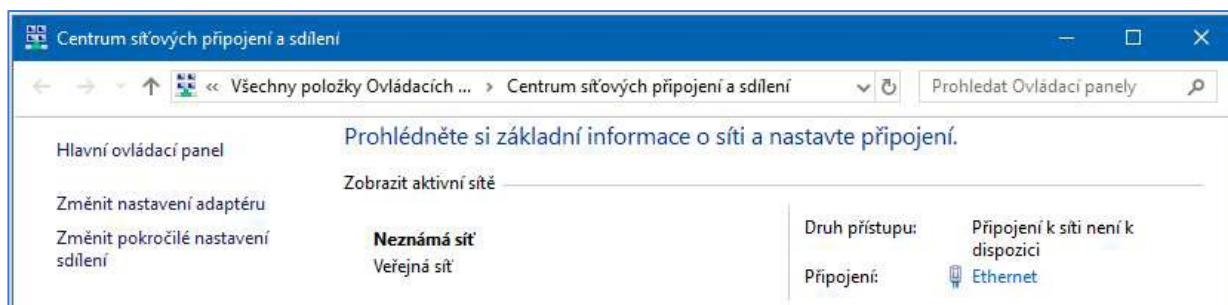 Centrum síťových připojení a sdílení
« Všechny položky Ovládacích ... › Centrum síťových připojení a sdílení
Prohledat Ovládací panely
Hlavní ovládací panel
Změnit nastavení adaptéru
Změnit pokročilé nastavení
sdílení
Prohlédněte si základní informace o síti a nastavte připojení.
Zobrazit aktivní sítě
Neznámá síť
Veřejná síť
Druh přístupu: Připojení k síti není k
dispozici
Připojení: Ethernet